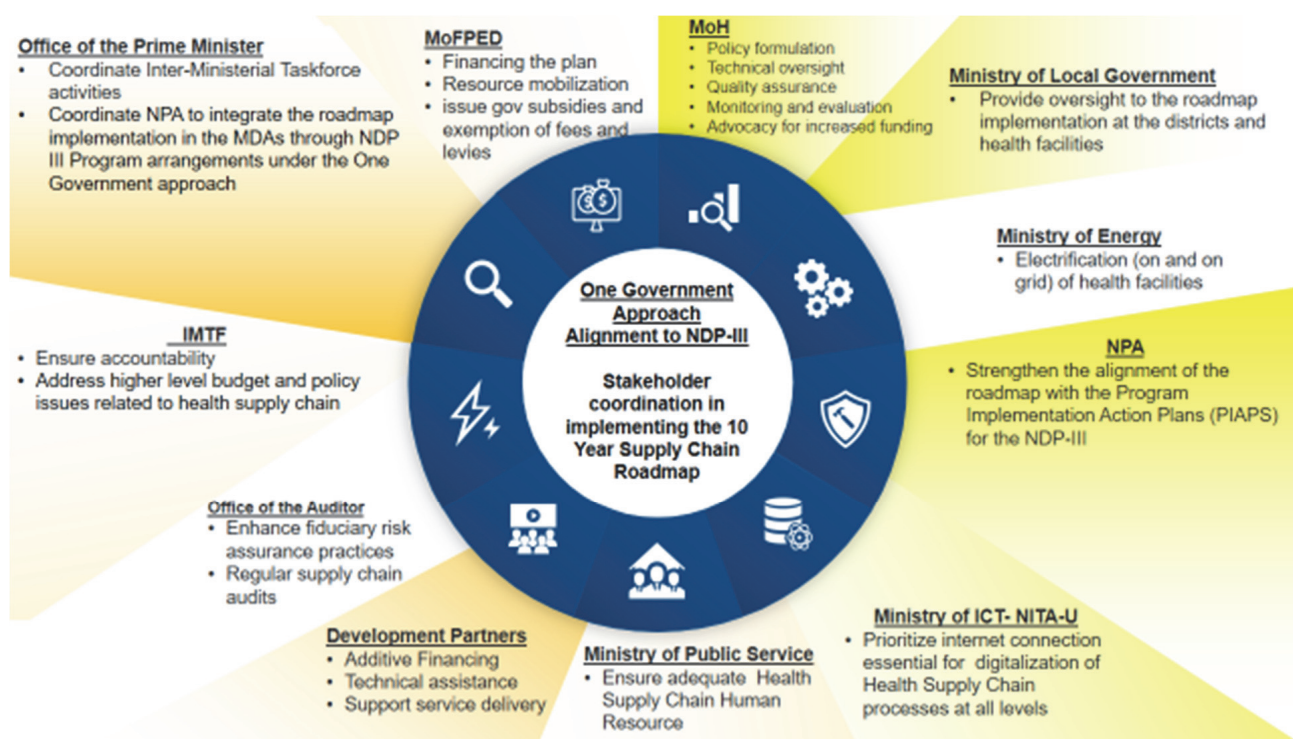 Office of the Prime Minister
• Coordinate Inter-Ministerial Taskforce
activities
• Coordinate NPA to integrate the roadmap
implementation in the MDAs through NDP
III Program arrangements under the One
Government approach
MoFPED
• Financing the plan
• Resource mobilization
• issue gov subsidies and
exemption of fees and
levies
MoH
• Policy formulation
• Technical oversight
• Quality assurance
• Monitoring and evaluation
• Advocacy for increased funding
Ministry of Local Government
• Provide oversight to the roadmap
implementation at the districts and
health facilities
Ministry of Energy
• Electrification (on and on
grid) of health facilities
NPA
• Strengthen the alignment of the
roadmap with the Program
Implementation Action Plans (PIAPS)
for the NDP-III
Ministry of ICT- NITA-U
• Prioritize internet connection
essential for digitalization of
Health Supply Chain
processes at all levels
Ministry of Public Service
• Ensure adequate Health
Supply Chain Human
Resource
Development Partners
• Additive Financing
• Technical assistance
• Support service delivery
Office of the Auditor
• Enhance fiduciary risk
assurance practices
• Regular supply chain
audits
IMTF
• Ensure accountability
• Address higher level budget and policy
issues related to health supply chain
One Government
Approach
Alignment to NDP-III
Stakeholder
coordination in
implementing the 10
Year Supply Chain
Roadmap